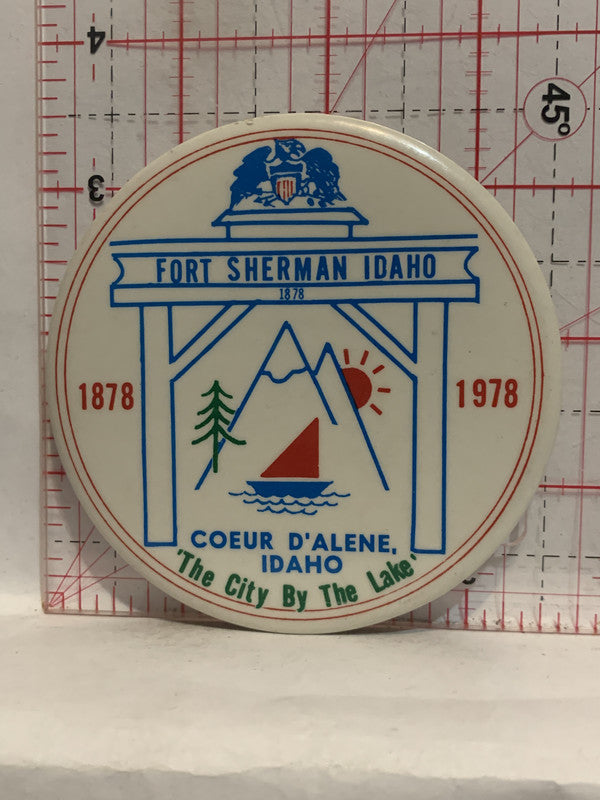 4
45°
3
FORT SHERMAN IDAHO
1878
1878
1978
COEUR D'ALENE,
IDAHO
'The City By The Lake'